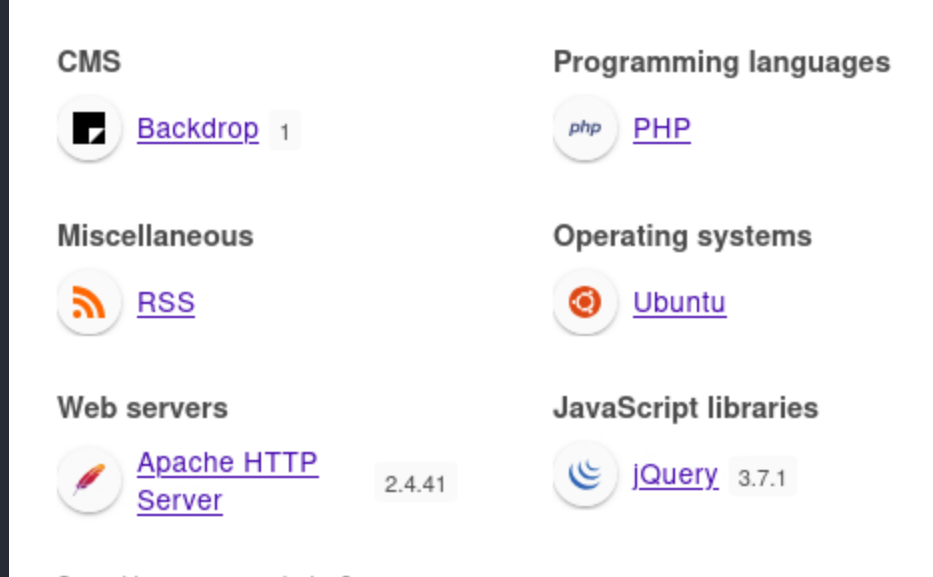 CMS
Backdrop 1
Programming languages
php PHP
Miscellaneous
RSS
Operating systems
Ubuntu
Web servers
Apache HTTP
Server 2.4.41
JavaScript libraries
jQuery 3.7.1